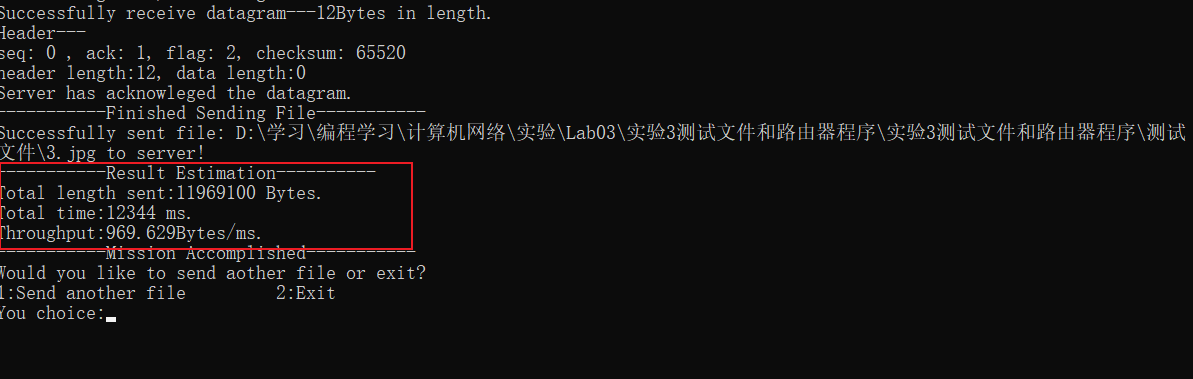 Successfully receive datagram---12Bytes in length.
Header---
seq: 0 , ack: 1, flag: 2, checksum: 65520
header length:12, data length:0
Server has acknowleged the datagram.
-----------Finished Sending File-----------
Successfully sent file: D:\学习\编程学习\计算机网络\实验\Lab03\实验3测试文件和路由器程序\实验3测试文件和路由器程序\测试
文件\3.jpg to server!
-----------Result Estimation----------
Total length sent:11969100 Bytes.
Total time:12344 ms.
Throughput:969.629Bytes/ms.
-----------Mission Accomplished-----------
Would you like to send aother file or exit?
1:Send another file         2:Exit
You choice: